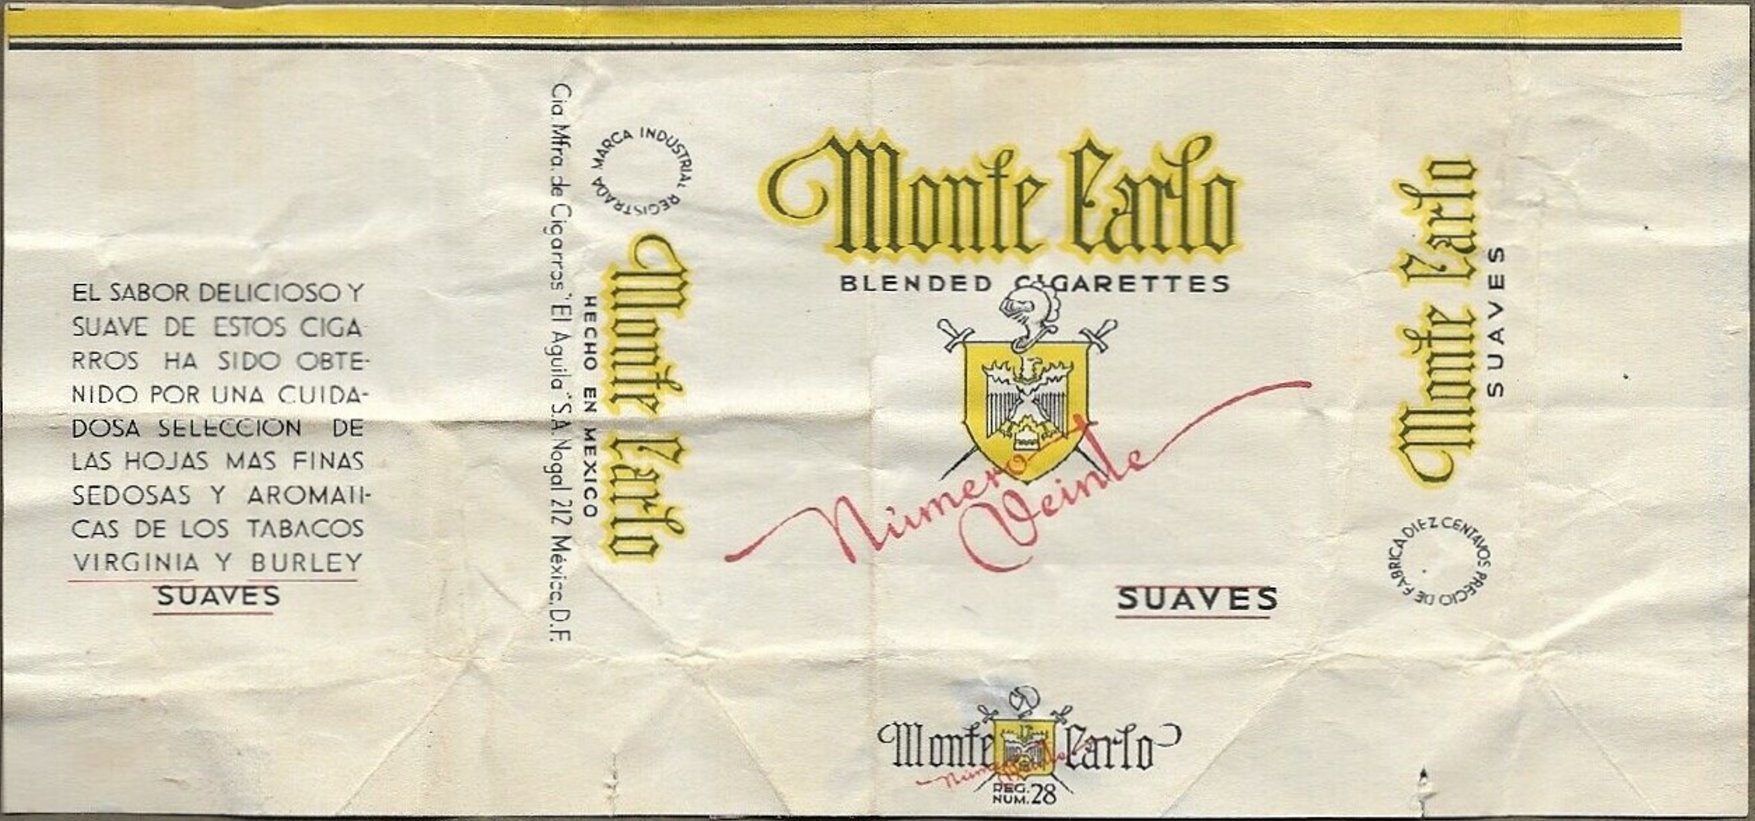 EL SABOR DELICIOSO Y
SUAVE DE ESTOS CIGA
RROS HA SIDO OBTE-
NIDO POR UNA CUIDA-
DOSA SELECCION DE
LAS HOJAS MAS FINAS
SEDOSAS Y AROMATI-
CAS DE LOS TABACOS
VIRGINIA Y BURLEY
SUAVES
Cia. Mfra. de Cigarros "El Aguila" S.A. Nogal 212 México, D.F.
HECHO EN MEXICO
MARCA INDUSTRIAL REGISTRADA
Monte Carlo
Monte Carlo
BLENDED CIGARETTES
Número
Veinte
SUAVES
Monte Carlo
Número Veinte
REG.
NUM. 28
Monte Carlo
SUAVES
DIEZ CENTAVOS PRECIO DE FABRICA